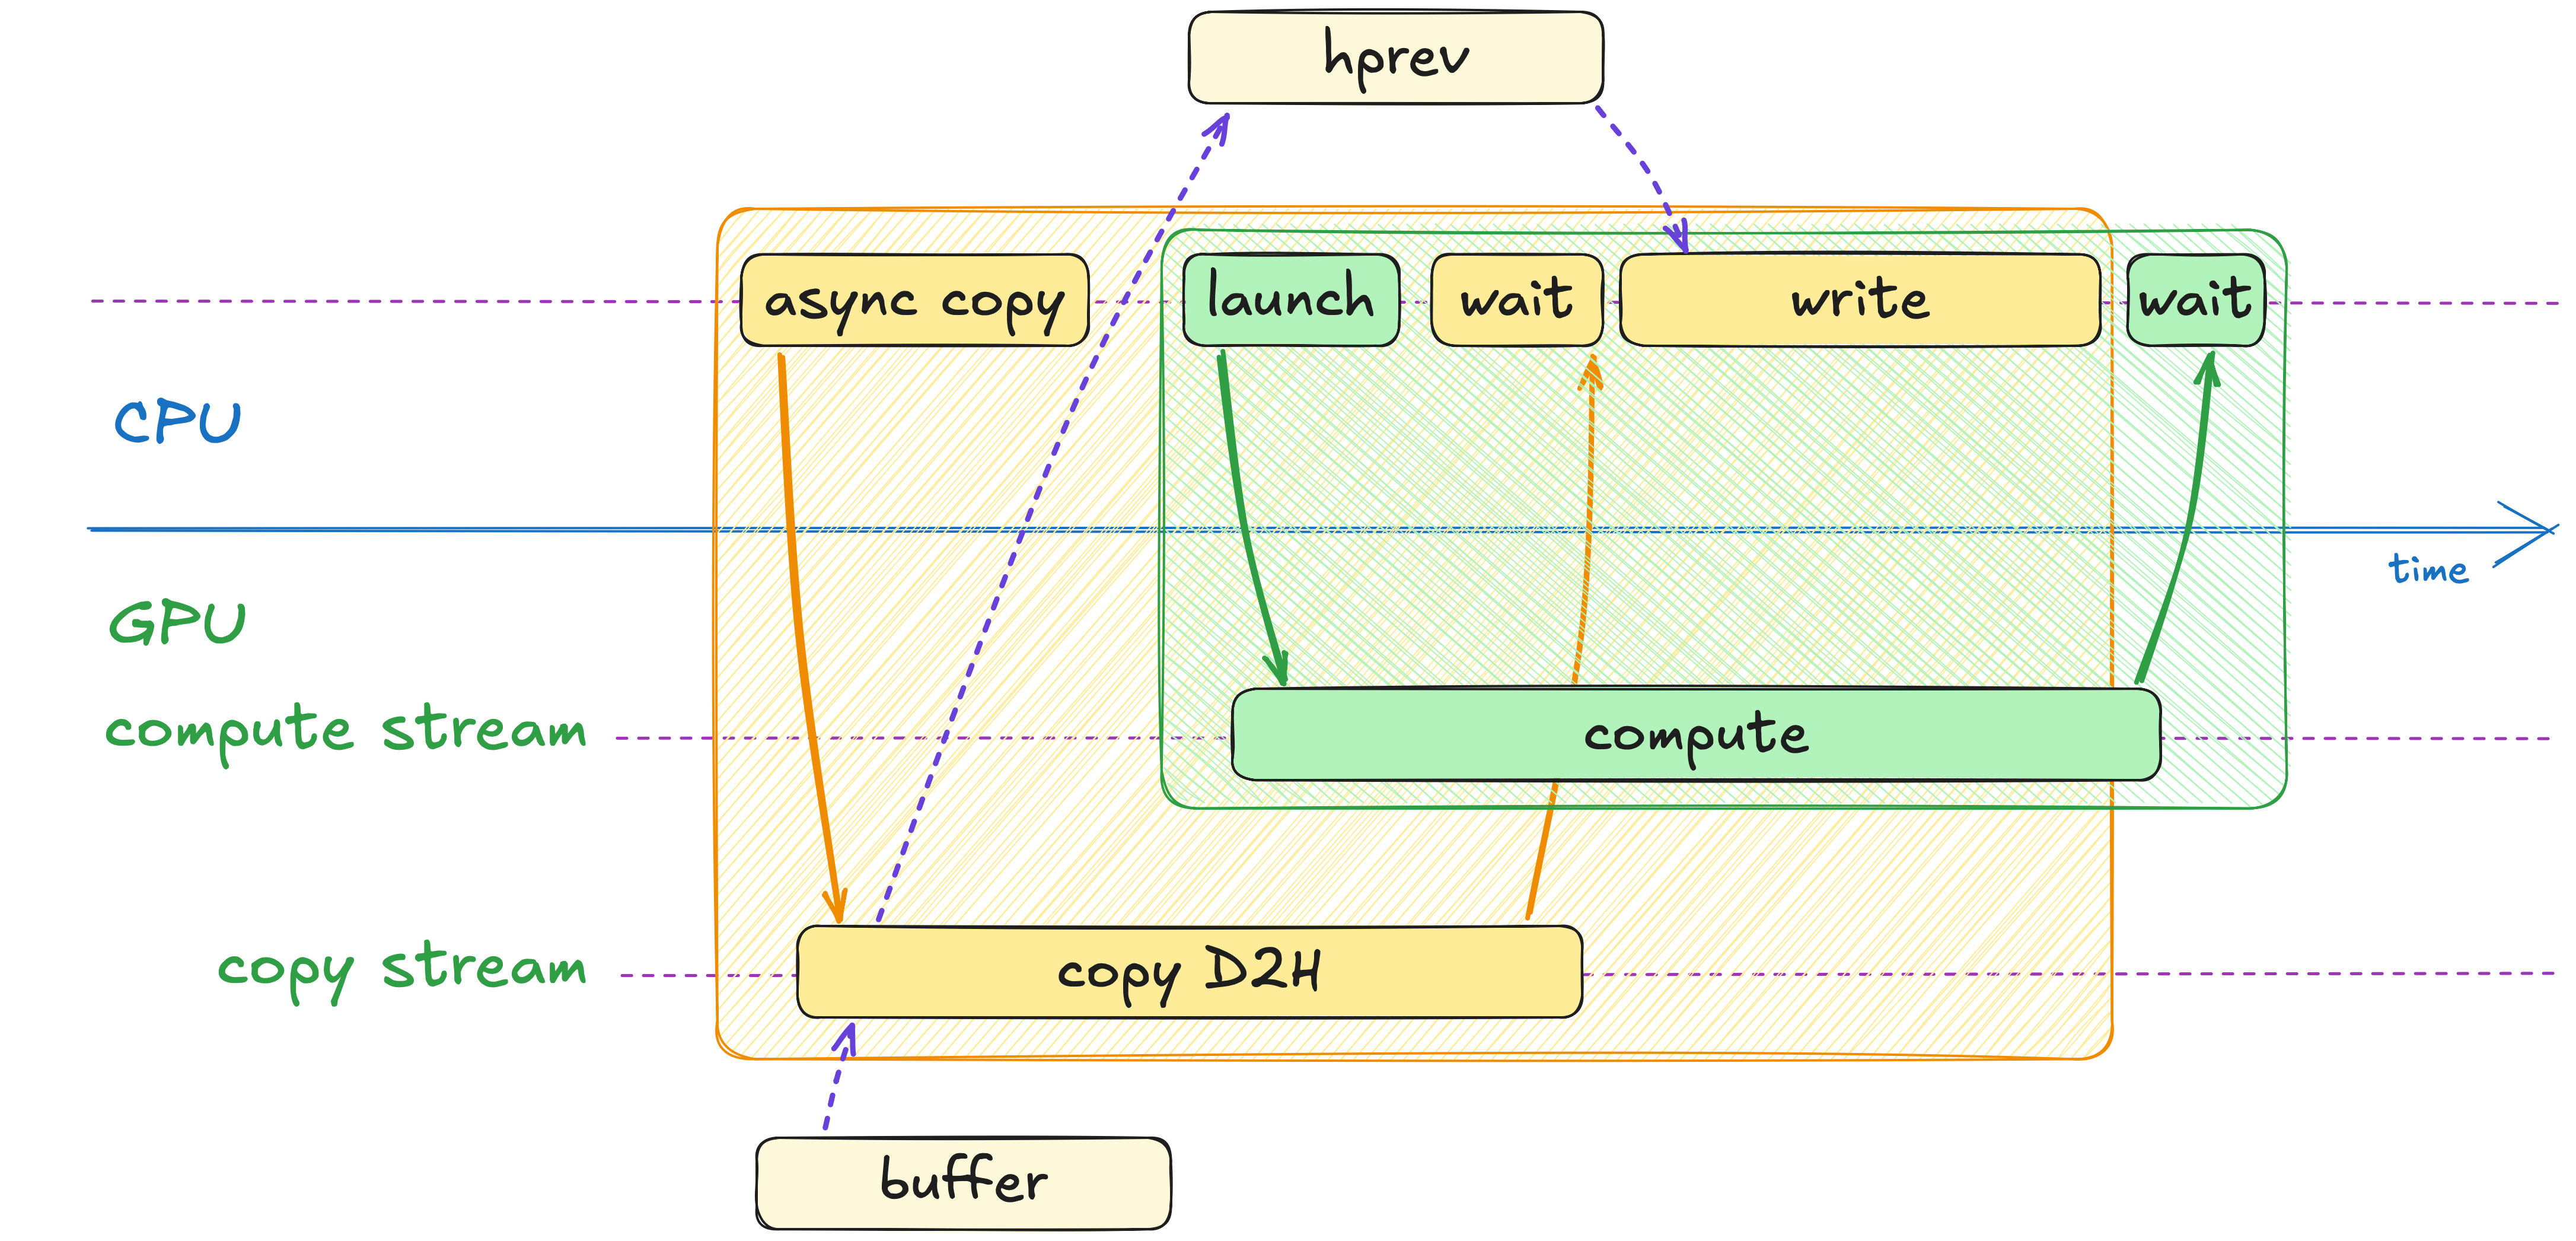 hprev
async copy
launch
wait
write
wait
CPU
time
GPU
compute stream
compute
copy stream
copy D2H
buffer